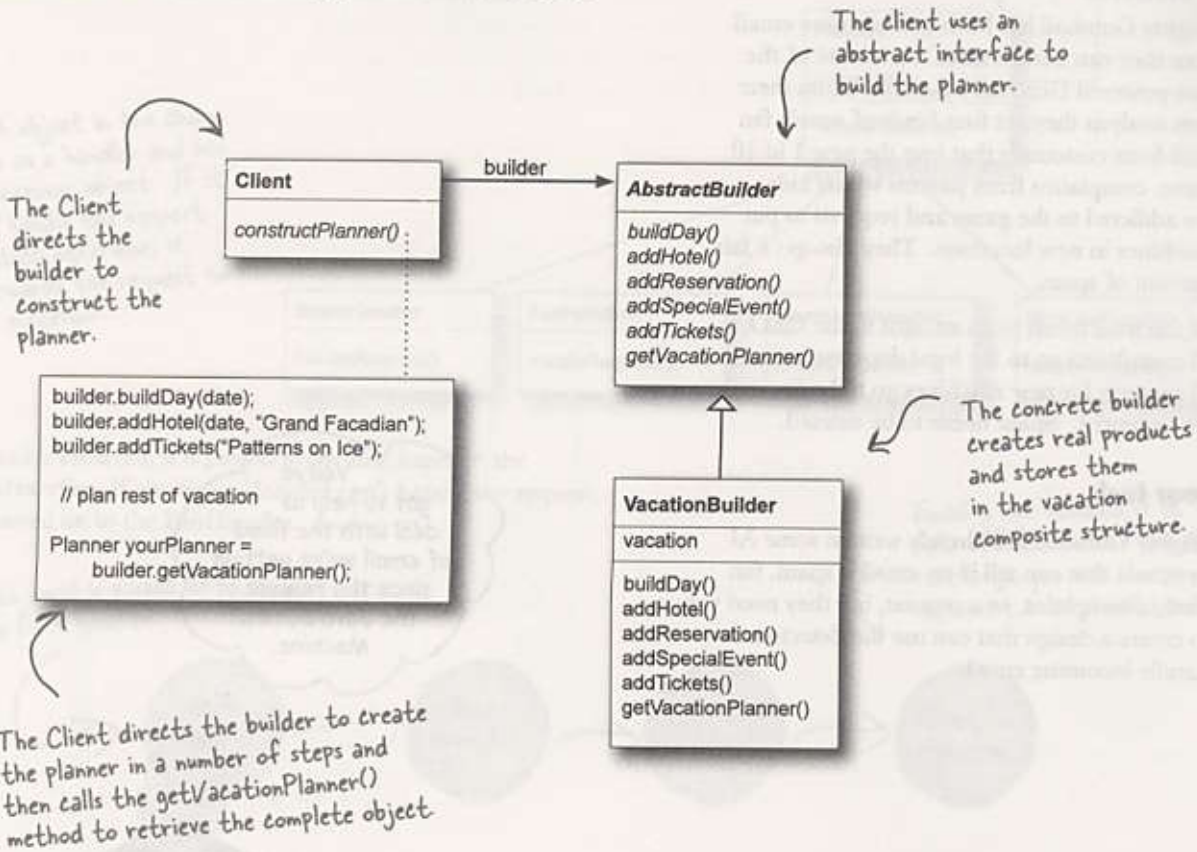 The client uses an
abstract interface to
build the planner.
The Client
directs the
builder to
construct the
planner.
Client
constructPlanner()
builder
AbstractBuilder
buildDay()
addHotel()
addReservation()
addSpecialEvent()
addTickets()
getVacationPlanner()
builder.buildDay(date);
builder.addHotel(date, "Grand Facadian");
builder.addTickets("Patterns on Ice");
// plan rest of vacation
Planner yourPlanner =
builder.getVacationPlanner();
The concrete builder
creates real products
and stores them
in the vacation
composite structure.
VacationBuilder
vacation
buildDay()
addHotel()
addReservation()
addSpecialEvent()
addTickets()
getVacationPlanner()
The Client directs the builder to create
the planner in a number of steps and
then calls the getVacationPlanner()
method to retrieve the complete object.